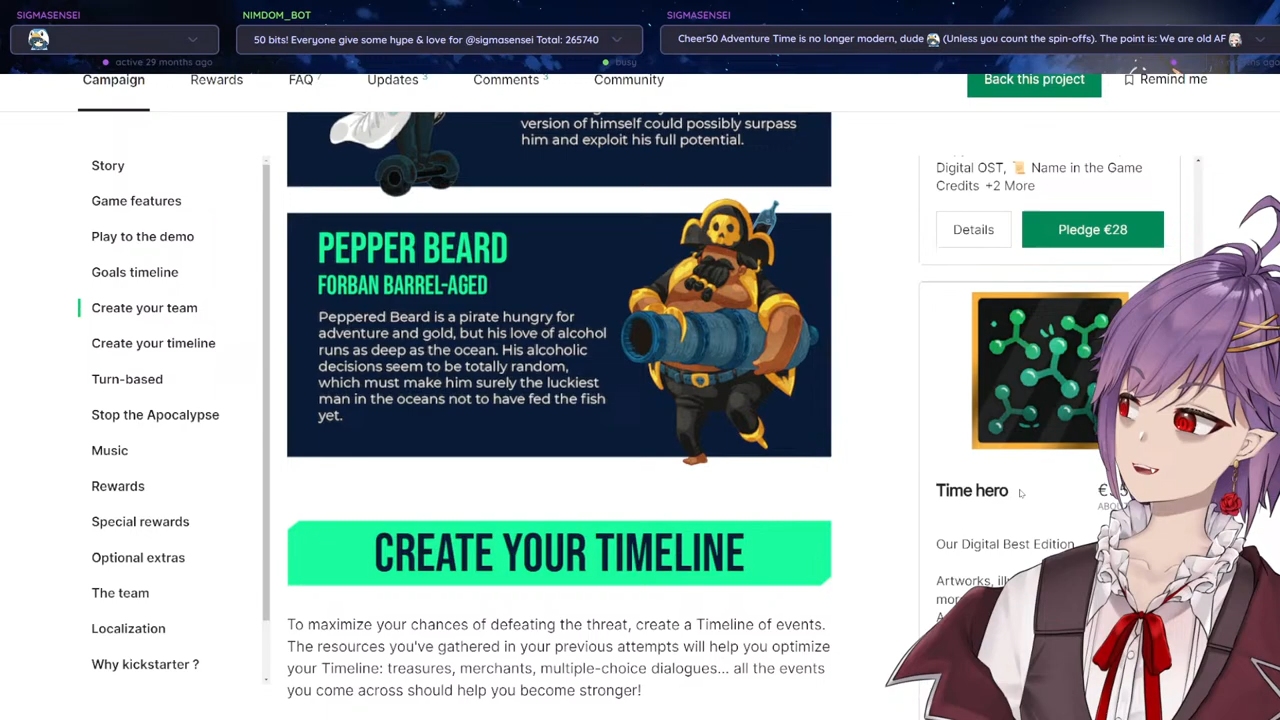 SIGMASENSEI
NIMDOM_BOT
SIGMASENSEI
50 bits! Everyone give some hype & love for @sigmasensei Total: 265740
Cheer50 Adventure Time is no longer modern, dude (Unless you count the spin-offs). The point is: We are old AF
active 29 months ago
busy
Campaign
Rewards
FAQ 7
Updates 3
Comments 3
Community
Back this project
Remind me
Story
Game features
Play to the demo
Goals timeline
Create your team
Create your timeline
Turn-based
Stop the Apocalypse
Music
Rewards
Special rewards
Optional extras
The team
Localization
Why kickstarter ?
version of himself could possibly surpass
him and exploit his full potential.
PEPPER BEARD
FORBAN BARREL-AGED
Peppered Beard is a pirate hungry for
adventure and gold, but his love of alcohol
runs as deep as the ocean. His alcoholic
decisions seem to be totally random,
which must make him surely the luckiest
man in the oceans not to have fed the fish
yet.
CREATE YOUR TIMELINE
To maximize your chances of defeating the threat, create a Timeline of events.
The resources you've gathered in your previous attempts will help you optimize
your Timeline: treasures, merchants, multiple-choice dialogues... all the events
you come across should help you become stronger!
Digital OST, 📜 Name in the Game
Credits +2 More
Details
Pledge €28
Time hero
Our Digital Best Edition